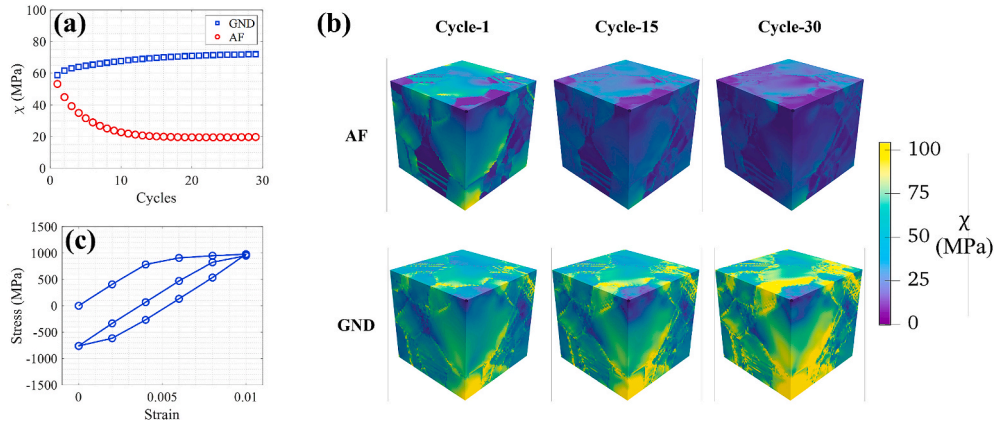 (a)
100
80
60
40
20
0
χ (MPa)
GND
AF
0
10
20
30
Cycles
(b)
Cycle-1
Cycle-15
Cycle-30
AF
GND
100
75
50
25
0
χ
(MPa)
(c)
1500
1000
500
0
-500
-1000
-1500
Stress (MPa)
0
0.005
0.01
Strain